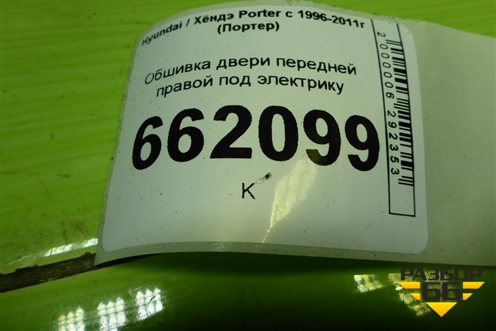 Hyundai / Хёндэ Porter с 1996-2011г
(Портер)
Обшивка двери передней
правой под электрику
662099
К
2000006292353
РАЗБОР
66